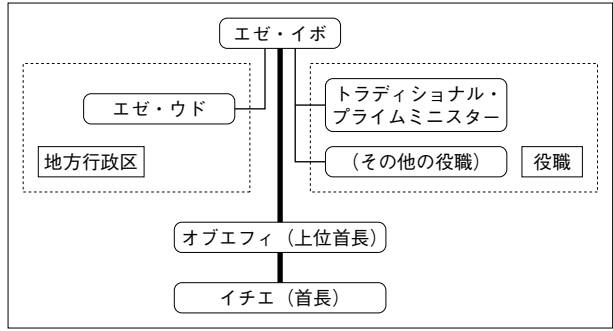 エゼ・イボ
エゼ・ウド
地方行政区
トラディショナル・
プライムミニスター
(その他の役職)
役職
オブエフィ(上位首長)
イチエ(首長)